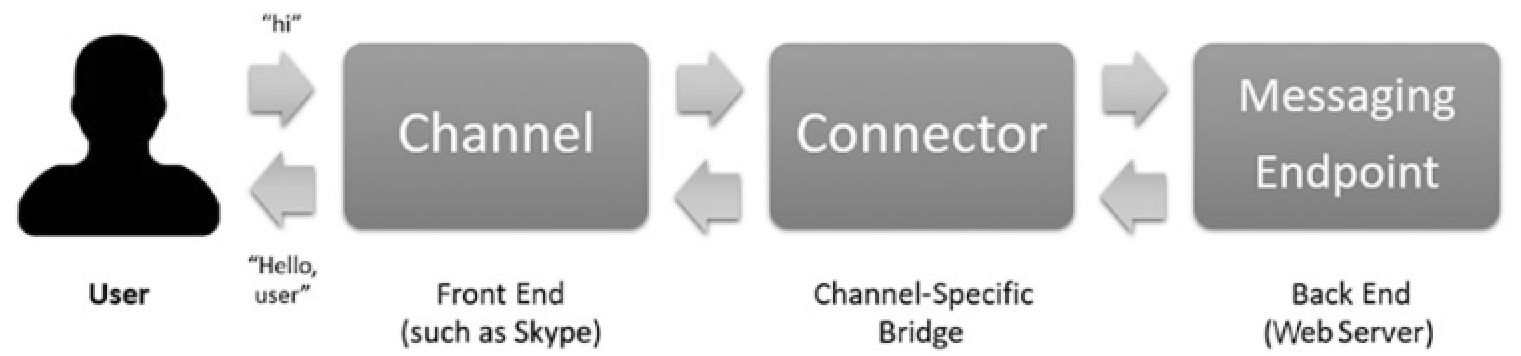 “hi”
Channel
Connector
Messaging
Endpoint
“Hello,
user”
User
Front End
(such as Skype)
Channel-Specific
Bridge
Back End
(Web Server)